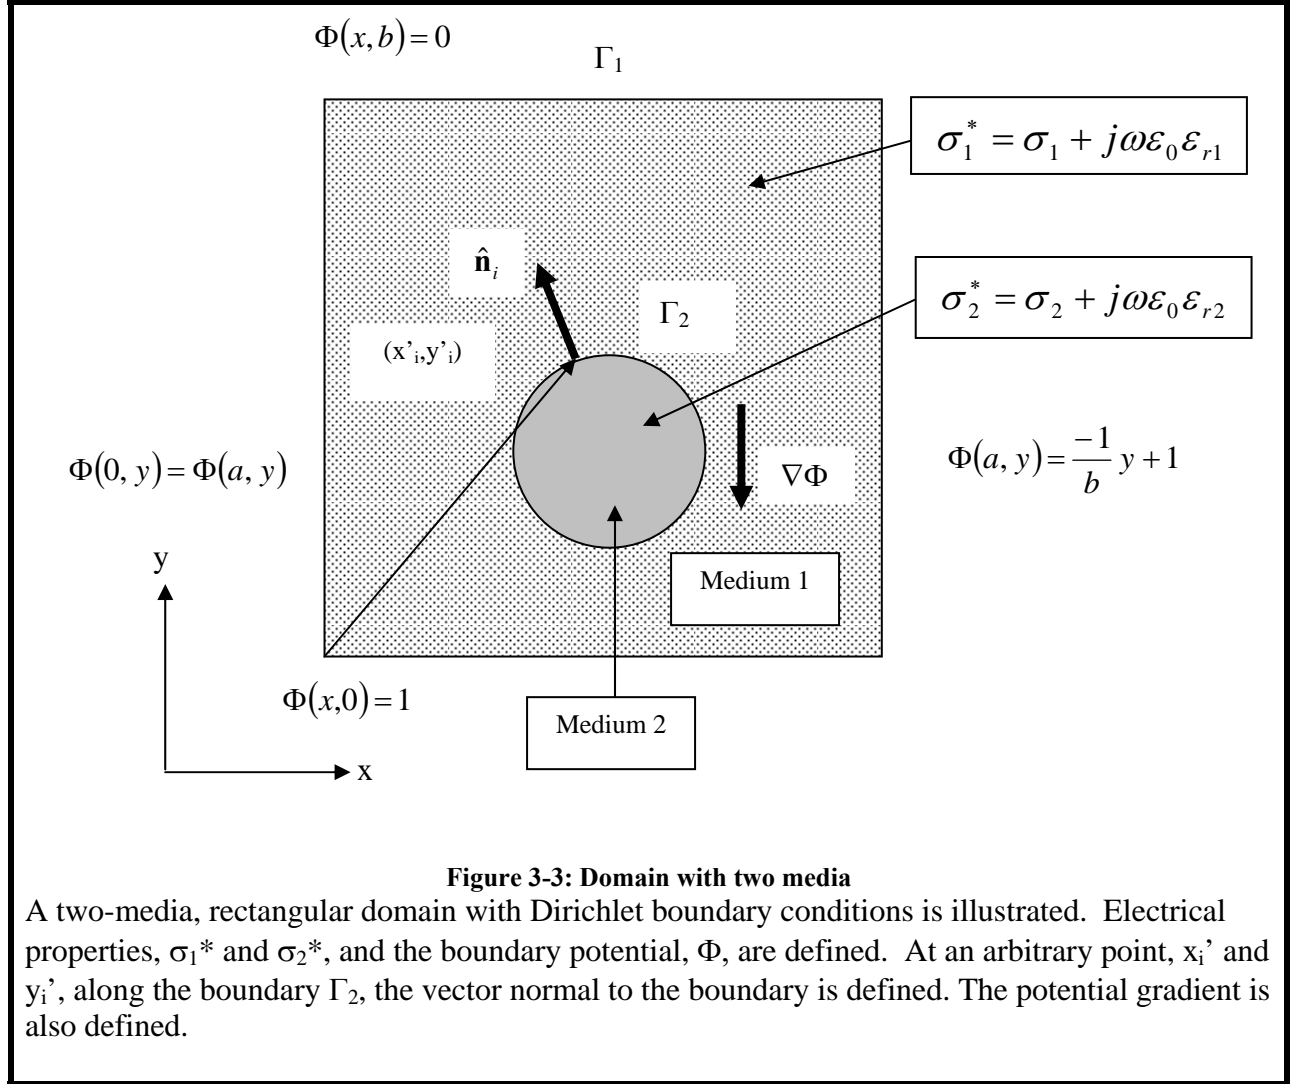 Φ(x, b) = 0
Γ₁
σ₁* = σ₁ + jωε₀εᵣ₁
n̂ᵢ
σ₂* = σ₂ + jωε₀εᵣ₂
Γ₂
(x’ᵢ,y’ᵢ)
Φ(0, y) = Φ(a, y)
∇Φ
Φ(a, y) = -1/b y + 1
y
Medium 1
Φ(x,0) = 1
Medium 2
x
Figure 3-3: Domain with two media
A two-media, rectangular domain with Dirichlet boundary conditions is illustrated. Electrical
properties, σ₁* and σ₂*, and the boundary potential, Φ, are defined. At an arbitrary point, xᵢ’ and
yᵢ’, along the boundary Γ₂, the vector normal to the boundary is defined. The potential gradient is
also defined.